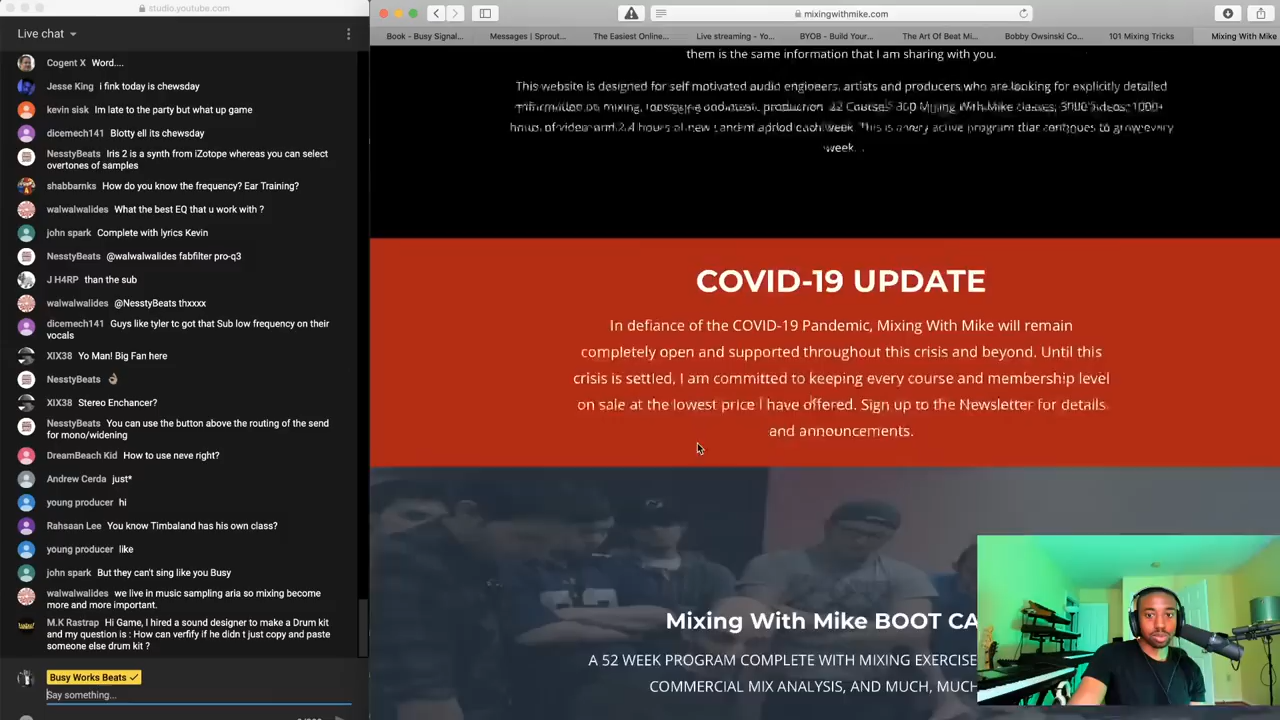 studio.youtube.com
Live chat
Cogent X Word....
Jesse King i fink today is chewsday
kevin sisk Im late to the party but what up game
dicemech141 Blotty ell its chewsday
NesstyBeats Iris 2 is a synth from iZotope whereas you can select
overtones of samples
shabbarnks How do you know the frequency? Ear Training?
walwalwalides What the best EQ that u work with ?
john spark Complete with lyrics Kevin
NesstyBeats @walwalwalides fabfilter pro-q3
J H4RP than the sub
walwalwalides @NesstyBeats thxxxx
dicemech141 Guys like tyler tc got that Sub low frequency on their
vocals
XIX38 Yo Man! Big Fan here
NesstyBeats 👌🏽
XIX38 Stereo Enchancer?
NesstyBeats You can use the button above the routing of the send
for mono/widening
DreamBeach Kid How to use neve right?
Andrew Cerda just*
young producer hi
Rahsaan Lee You know Timbaland has his own class?
young producer like
john spark But they can't sing like you Busy
walwalwalides we live in music sampling aria so mixing become
more and more important.
M.K Rastrap Hi Game, I hired a sound designer to make a Drum kit
and my question is : How can verfify if he didn t just copy and paste
someone else drum kit ?
Busy Works Beats
Say something...
mixingwithmike.com
Book - Busy Signal...
Messages | Sprout...
The Easiest Online...
Live streaming - Yo...
BYOB - Build Your...
The Art Of Beat Mi...
Bobby Owsinski Co...
101 Mixing Tricks
Mixing With Mike
them is the same information that I am sharing with you.
This website is designed for self motivated audio engineers, artists and producers who are looking for explicitly detailed
week.
COVID-19 UPDATE
In defiance of the COVID-19 Pandemic, Mixing With Mike will remain
completely open and supported throughout this crisis and beyond. Until this
crisis is settled, I am committed to keeping every course and membership level
on sale at the lowest price I have offered. Sign up to the Newsletter for details
and announcements.
Mixing With Mike BOOT CA
A 52 WEEK PROGRAM COMPLETE WITH MIXING EXERCISE
COMMERCIAL MIX ANALYSIS, AND MUCH, MUCH